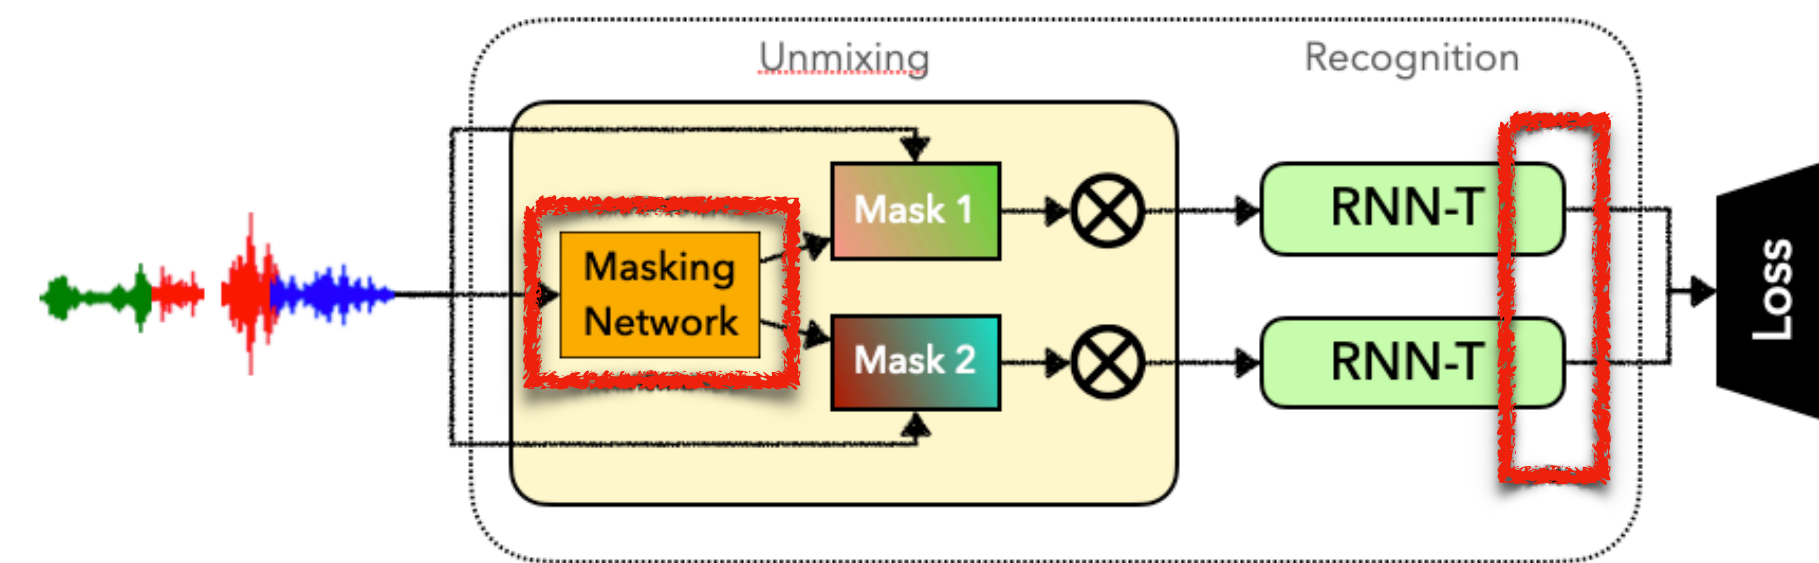 Unmixing
Recognition
Mask 1
RNN-T
Masking
Network
Mask 2
RNN-T
Loss